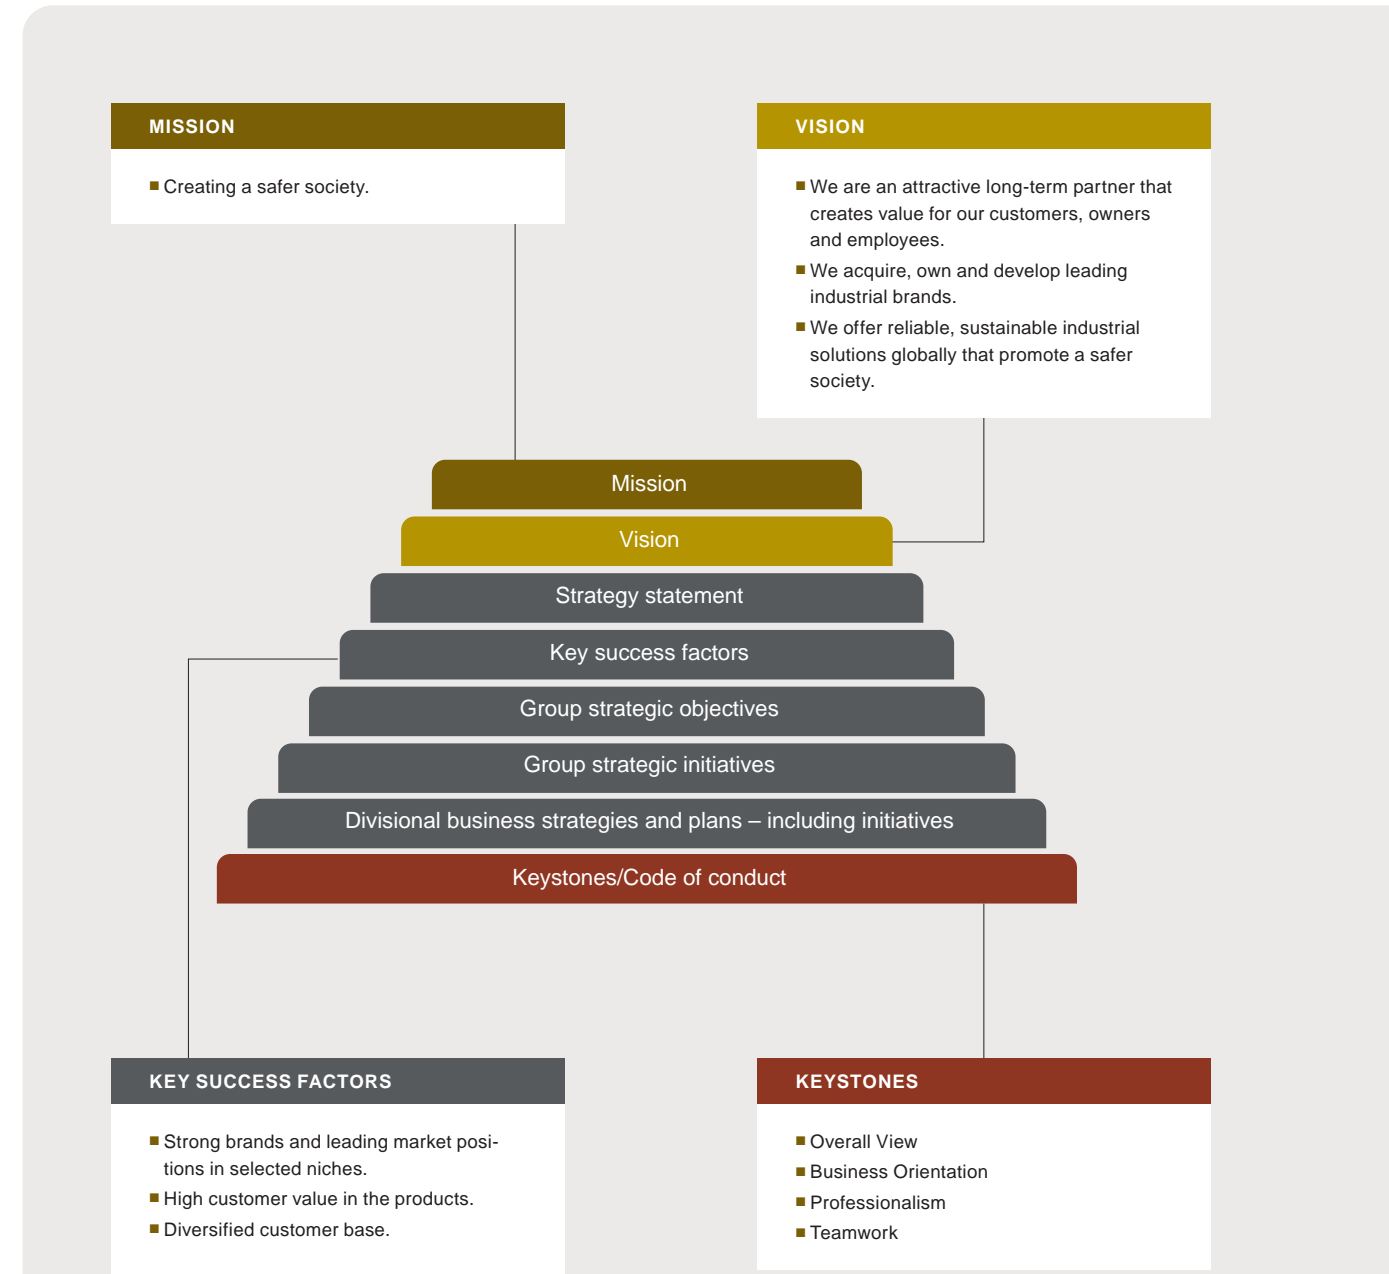 MISSION
■ Creating a safer society.
VISION
■ We are an attractive long-term partner that
creates value for our customers, owners
and employees.
■ We acquire, own and develop leading
industrial brands.
■ We offer reliable, sustainable industrial
solutions globally that promote a safer
society.
Mission
Vision
Strategy statement
Key success factors
Group strategic objectives
Group strategic initiatives
Divisional business strategies and plans – including initiatives
Keystones/Code of conduct
KEY SUCCESS FACTORS
■ Strong brands and leading market posi-
tions in selected niches.
■ High customer value in the products.
■ Diversified customer base.
KEYSTONES
■ Overall View
■ Business Orientation
■ Professionalism
■ Teamwork